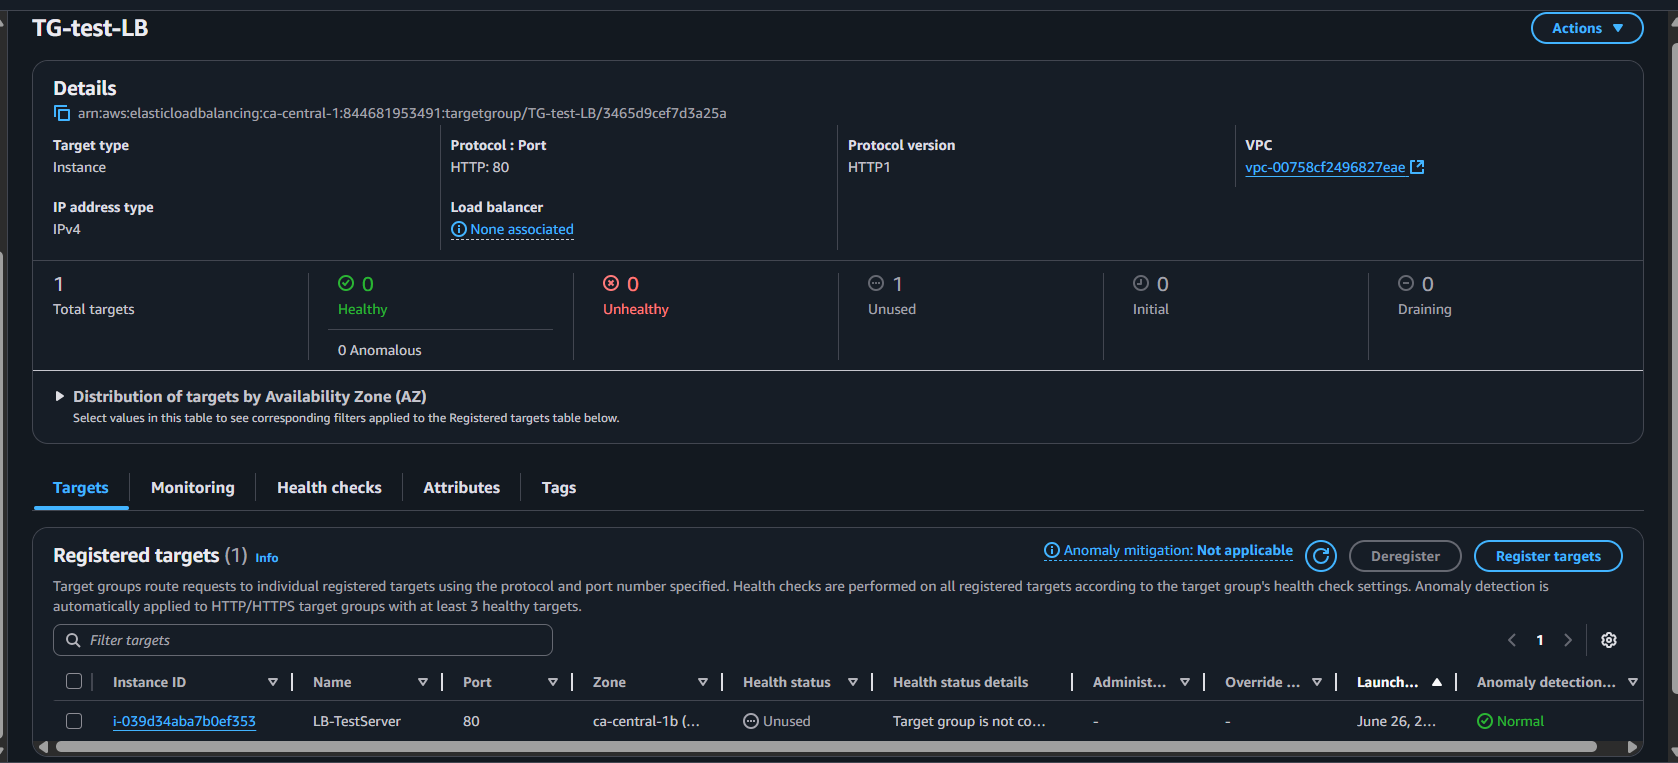 TG-test-LB
Actions
Details
arn:aws:elasticloadbalancing:ca-central-1:844681953491:targetgroup/TG-test-LB/3465d9cef7d3a25a
Target type
Instance
Protocol : Port
HTTP: 80
Protocol version
HTTP1
VPC
vpc-00758cf2496827eae
IP address type
IPv4
Load balancer
None associated
1
Total targets
0
Healthy
0 Anomalous
0
Unhealthy
1
Unused
0
Initial
0
Draining
Distribution of targets by Availability Zone (AZ)
Select values in this table to see corresponding filters applied to the Registered targets table below.
Targets
Monitoring
Health checks
Attributes
Tags
Registered targets (1) Info
Anomaly mitigation: Not applicable
Deregister
Register targets
Target groups route requests to individual registered targets using the protocol and port number specified. Health checks are performed on all registered targets according to the target group's health check settings. Anomaly detection is
automatically applied to HTTP/HTTPS target groups with at least 3 healthy targets.
Filter targets
1
Instance ID Name Port Zone Health status Health status details Administ... Override ... Launch... Anomaly detection...
i-039d34aba7b0ef353 LB-TestServer 80 ca-central-1b (... Unused Target group is not co... - - June 26, 2... Normal